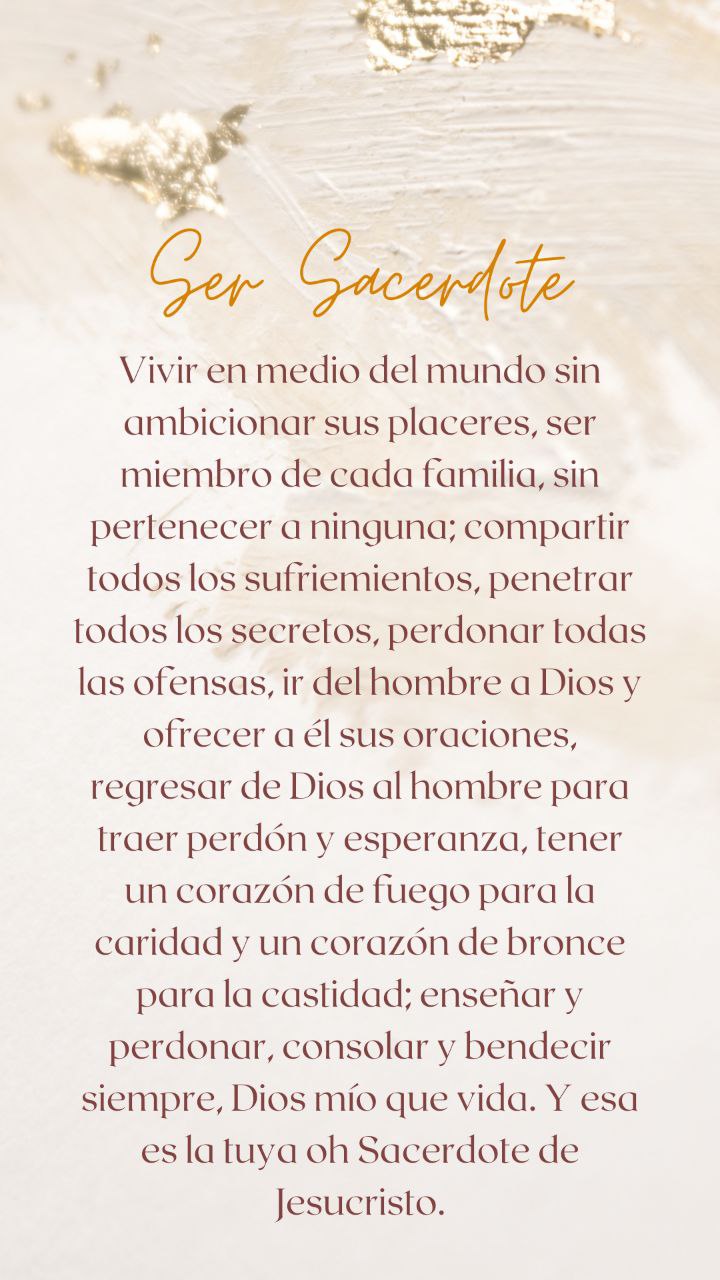 Ser Sacerdote
Vivir en medio del mundo sin
ambicionar sus placeres, ser
miembro de cada familia, sin
pertenecer a ninguna; compartir
todos los sufriemientos, penetrar
todos los secretos, perdonar todas
las ofensas, ir del hombre a Dios y
ofrecer a él sus oraciones,
regresar de Dios al hombre para
traer perdón y esperanza, tener
un corazón de fuego para la
caridad y un corazón de bronce
para la castidad; enseñar y
perdonar, consolar y bendecir
siempre, Dios mío que vida. Y esa
es la tuya oh Sacerdote de
Jesucristo.